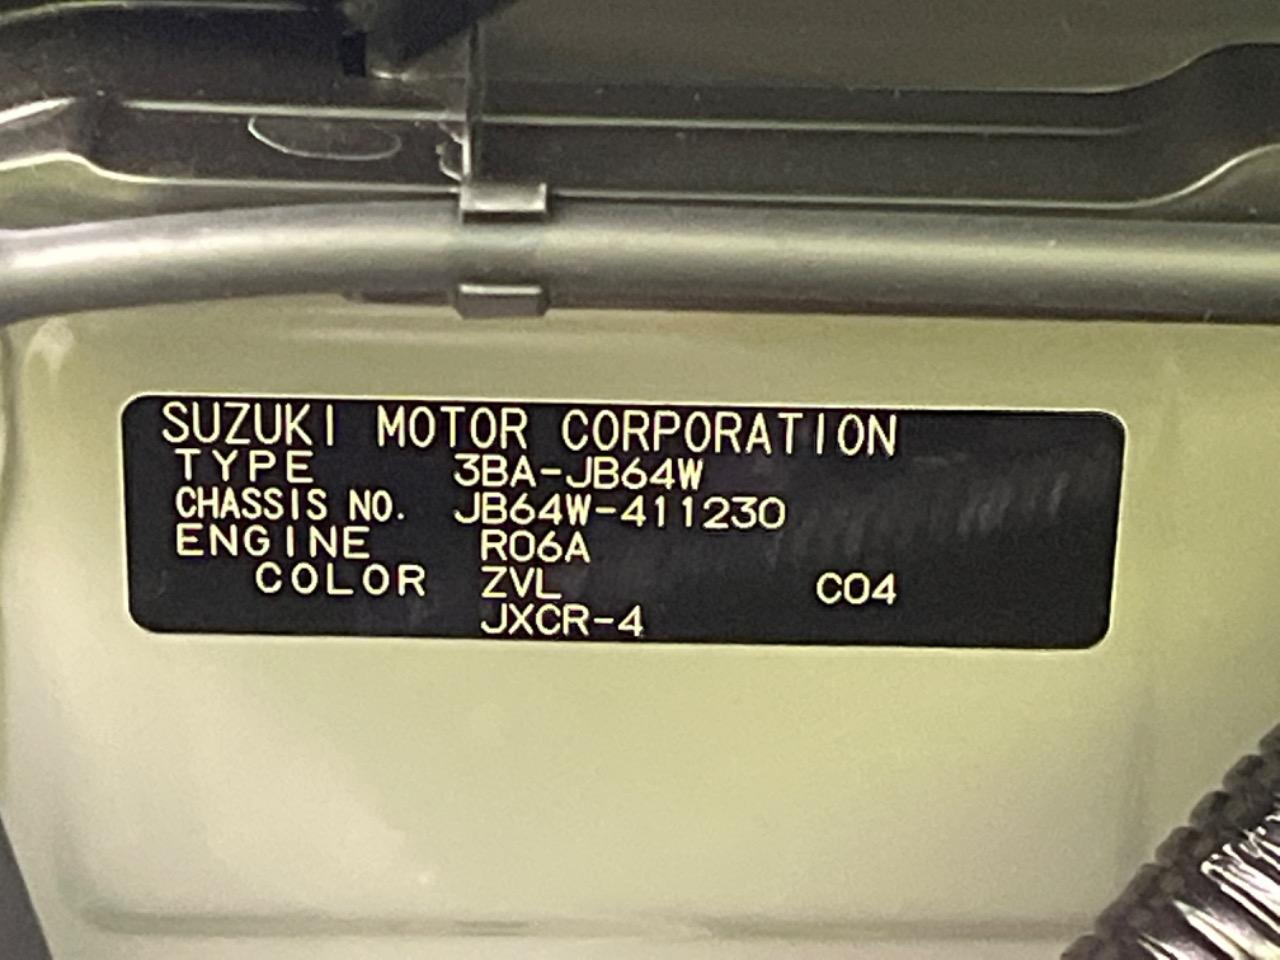 SUZUKI MOTOR CORPORATION
TYPE 3BA-JB64W
CHASSIS NO. JB64W-411230
ENGINE R06A
COLOR ZVL C04
JXCR-4